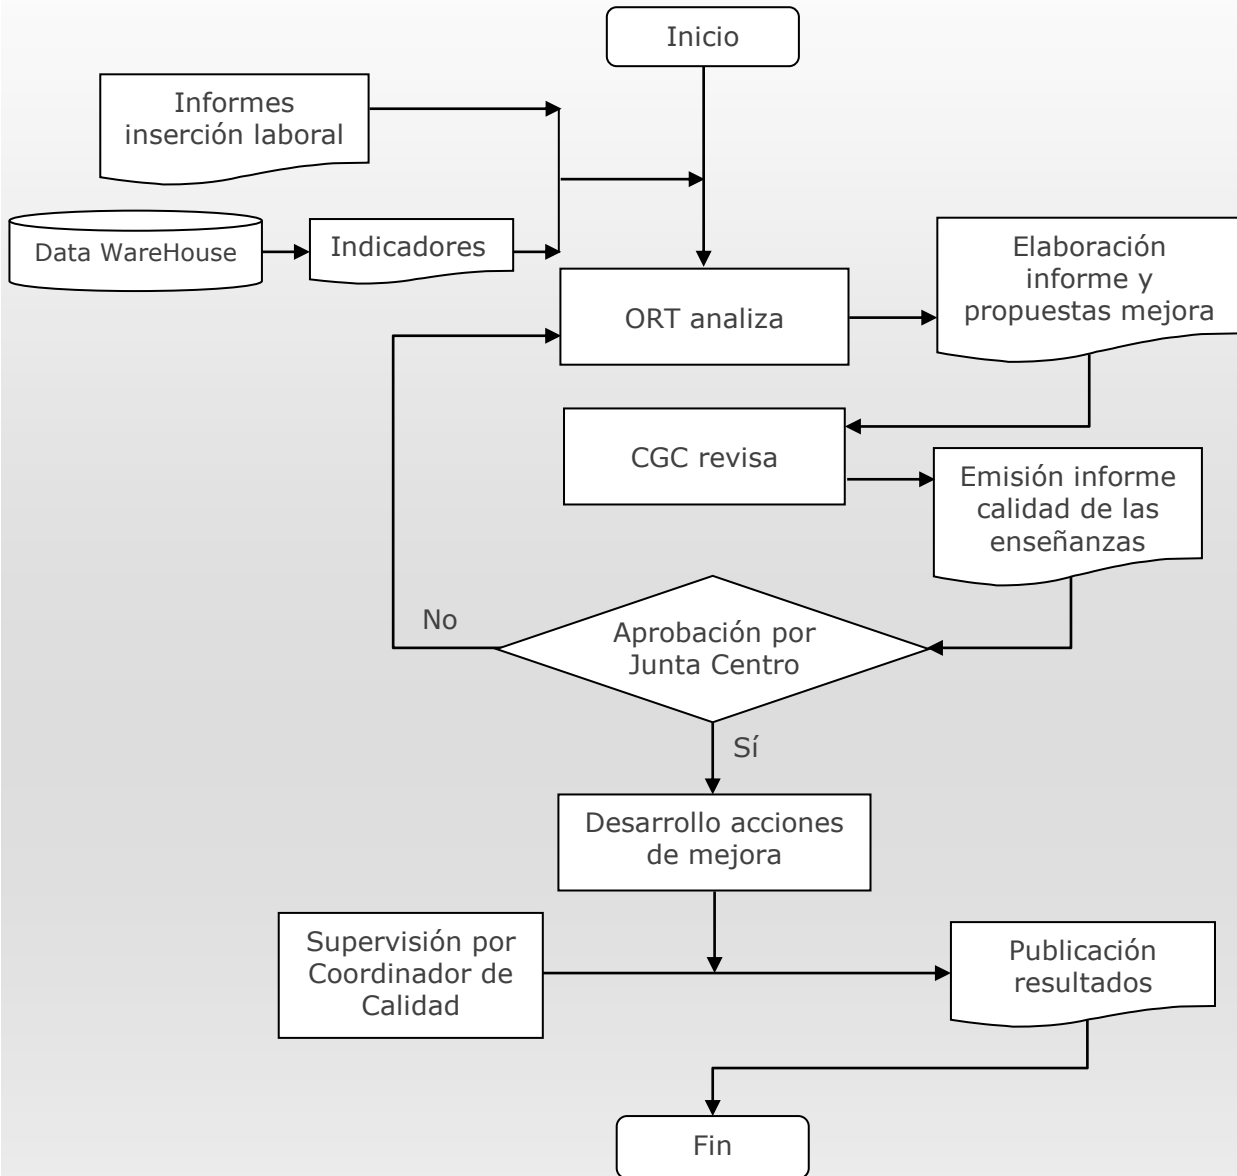 Inicio
Informes
inserción laboral
Data WareHouse
Indicadores
ORT analiza
Elaboración
informe y
propuestas mejora
CGC revisa
Emisión informe
calidad de las
enseñanzas
No
Aprobación por
Junta Centro
Sí
Desarrollo acciones
de mejora
Supervisión por
Coordinador de
Calidad
Publicación
resultados
Fin